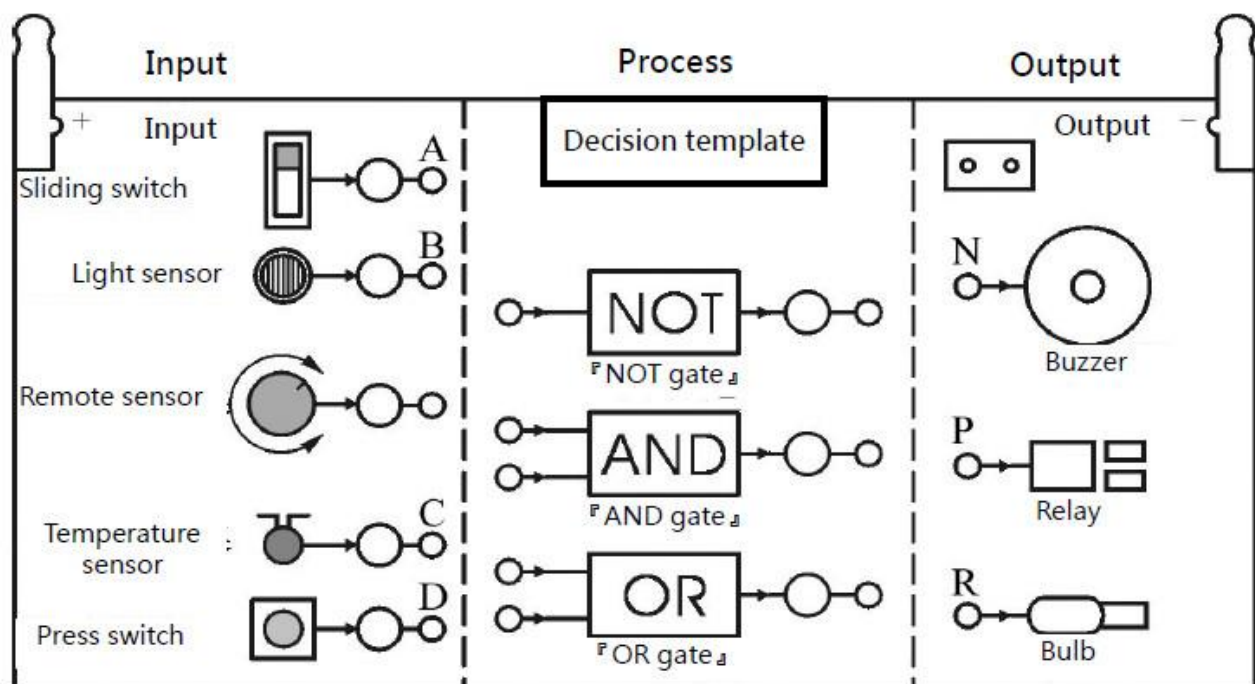 Input
Process
Output
+
Input
Decision template
Output
−
A
Sliding switch
B
Light sensor
N
NOT
『NOT gate』
Buzzer
Remote sensor
AND
『AND gate』
P
Relay
C
Temperature
sensor
OR
『OR gate』
D
Press switch
R
Bulb